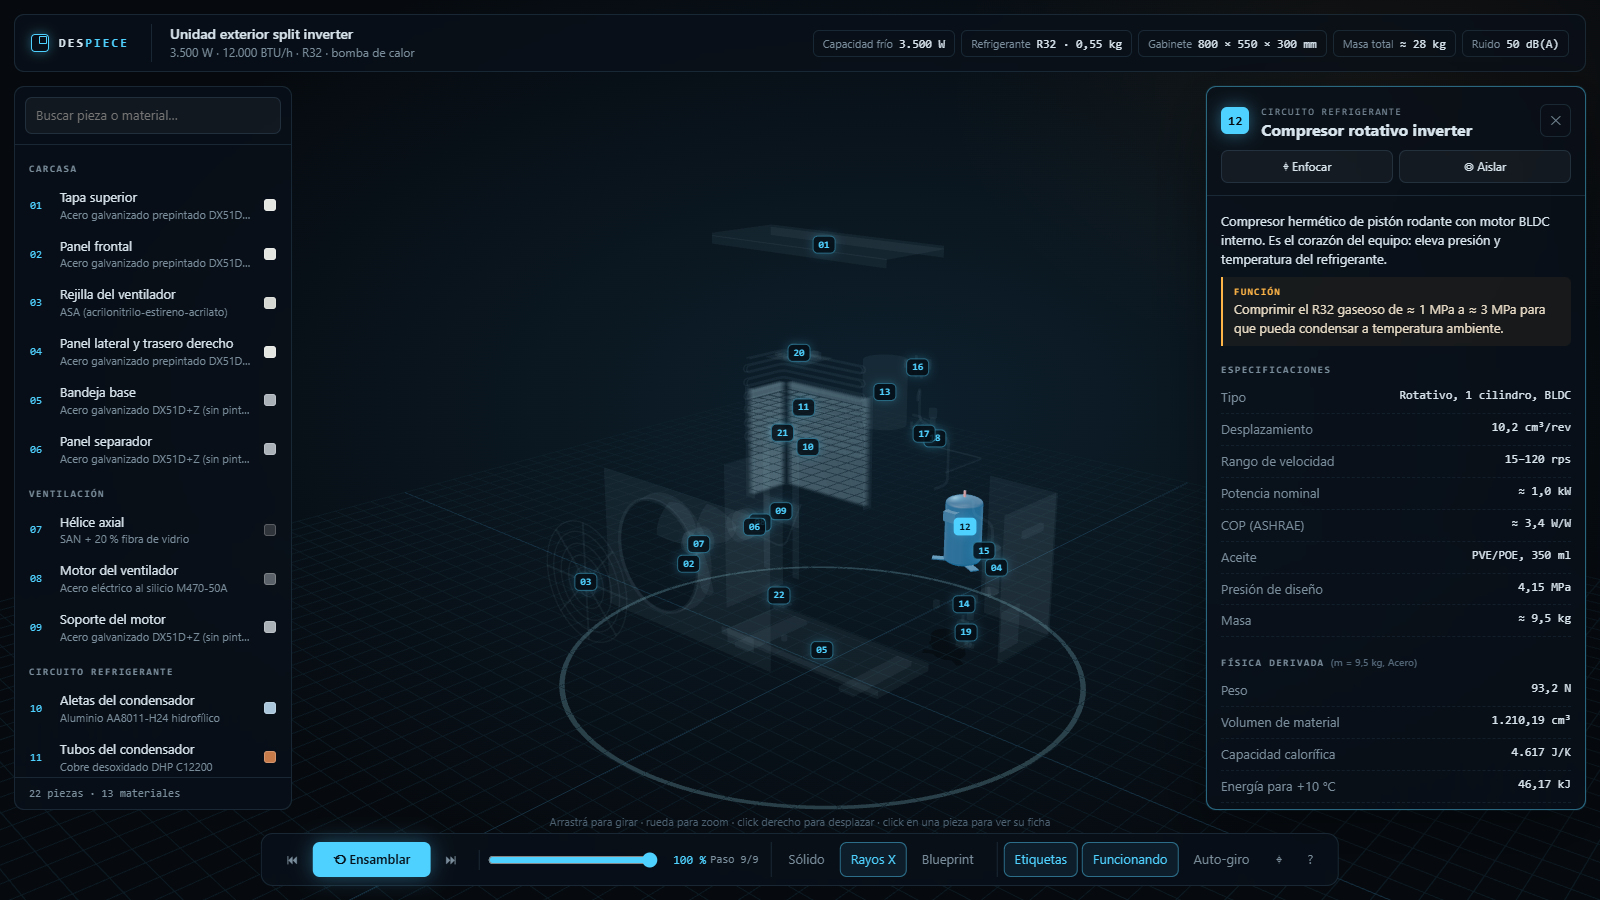 DESPIECE
Unidad exterior split inverter
3.500 W · 12.000 BTU/h · R32 · bomba de calor
Capacidad frío 3.500 W
Refrigerante R32 · 0,55 kg
Gabinete 800 × 550 × 300 mm
Masa total ≈ 28 kg
Ruido 50 dB(A)
Buscar pieza o material...
CARCASA
01 Tapa superior
Acero galvanizado prepintado DX51D...
02 Panel frontal
Acero galvanizado prepintado DX51D...
03 Rejilla del ventilador
ASA (acrilonitrilo-estireno-acrilato)
04 Panel lateral y trasero derecho
Acero galvanizado prepintado DX51D...
05 Bandeja base
Acero galvanizado DX51D+Z (sin pint...
06 Panel separador
Acero galvanizado DX51D+Z (sin pint...
VENTILACIÓN
07 Hélice axial
SAN + 20 % fibra de vidrio
08 Motor del ventilador
Acero eléctrico al silicio M470-50A
09 Soporte del motor
Acero galvanizado DX51D+Z (sin pint...
CIRCUITO REFRIGERANTE
10 Aletas del condensador
Aluminio AA8011-H24 hidrofílico
11 Tubos del condensador
Cobre desoxidado DHP C12200
22 piezas · 13 materiales
01
20
16
13
11
17
8
21
10
09
06
12
07
15
02
04
03
22
14
19
05
12
CIRCUITO REFRIGERANTE
Compresor rotativo inverter
⌖ Enfocar
◎ Aislar
Compresor hermético de pistón rodante con motor BLDC
interno. Es el corazón del equipo: eleva presión y
temperatura del refrigerante.
FUNCIÓN
Comprimir el R32 gaseoso de ≈ 1 MPa a ≈ 3 MPa para
que pueda condensar a temperatura ambiente.
ESPECIFICACIONES
Tipo Rotativo, 1 cilindro, BLDC
Desplazamiento 10,2 cm³/rev
Rango de velocidad 15–120 rps
Potencia nominal ≈ 1,0 kW
COP (ASHRAE) ≈ 3,4 W/W
Aceite PVE/POE, 350 ml
Presión de diseño 4,15 MPa
Masa ≈ 9,5 kg
FÍSICA DERIVADA (m = 9,5 kg, Acero)
Peso 93,2 N
Volumen de material 1.210,19 cm³
Capacidad calorífica 4.617 J/K
Energía para +10 °C 46,17 kJ
Arrastrá para girar · rueda para zoom · click derecho para desplazar · click en una pieza para ver su ficha
⏮ ⟲ Ensamblar ⏭ 100 % Paso 9/9 Sólido Rayos X Blueprint Etiquetas Funcionando Auto-giro ⌖ ?